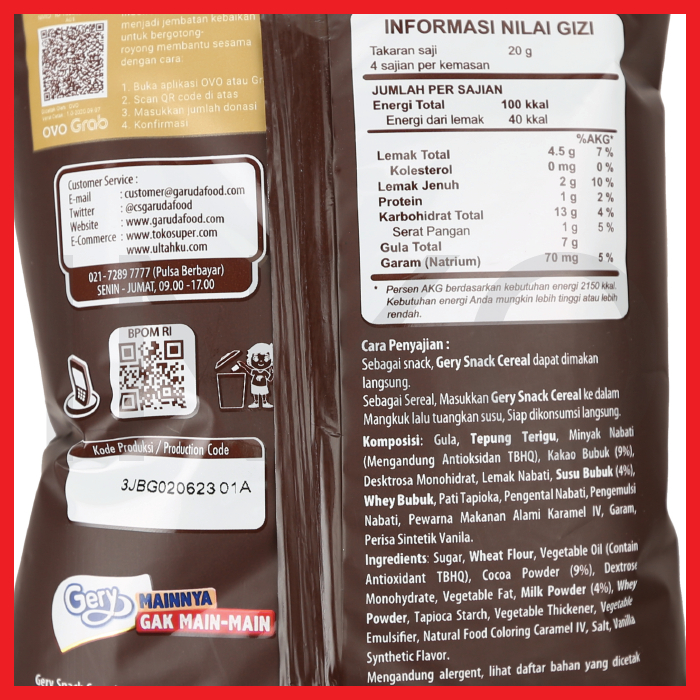 menjadi jembatan kebaikan
untuk bergotong-
royong membantu sesama
dengan cara:
1. Buka aplikasi OVO atau Gr
2. Scan QR code di atas
3. Masukkan jumlah donasi
4. Konfirmasi
OVO Grab
Customer Service :
E-mail : customer@garudafood.com
Twitter : @csgarudafood
Website : www.garudafood.com
E-Commerce : www.tokosuper.com
www.ultahku.com
021-7289 7777 (Pulsa Berbayar)
SENIN - JUMAT, 09.00 -17.00
BPOM RI
Kode Produksi / Production Code
3JBG020623 01A
Gery MAINNYA
GAK MAIN-MAIN
Gery Snack
INFORMASI NILAI GIZI
Takaran saji 20 g
4 sajian per kemasan
JUMLAH PER SAJIAN
Energi Total 100 kkal
Energi dari lemak 40 kkal
%AKG*
Lemak Total 4.5 g 7 %
Kolesterol 0 mg 0 %
Lemak Jenuh 2 g 10 %
Protein 1 g 2 %
Karbohidrat Total 13 g 4 %
Serat Pangan 1 g 5 %
Gula Total 7 g
Garam (Natrium) 70 mg 5 %
* Persen AKG berdasarkan kebutuhan energi 2150 kkal.
Kebutuhan energi Anda mungkin lebih tinggi atau lebih
rendah.
Cara Penyajian :
Sebagai snack, Gery Snack Cereal dapat dimakan
langsung.
Sebagai Sereal, Masukkan Gery Snack Cereal ke dalam
Mangkuk lalu tuangkan susu, Siap dikonsumsi langsung.
Komposisi: Gula, Tepung Terigu, Minyak Nabati
(Mengandung Antioksidan TBHQ), Kakao Bubuk (9%),
Desktrosa Monohidrat, Lemak Nabati, Susu Bubuk (4%),
Whey Bubuk, Pati Tapioka, Pengental Nabati, Pengemulsi
Nabati, Pewarna Makanan Alami Karamel IV, Garam,
Perisa Sintetik Vanila.
Ingredients: Sugar, Wheat Flour, Vegetable Oil (Contain
Antioxidant TBHQ), Cocoa Powder (9%), Dextrose
Monohydrate, Vegetable Fat, Milk Powder (4%), Whey
Powder, Tapioca Starch, Vegetable Thickener, Vegetable
Emulsifier, Natural Food Coloring Caramel IV, Salt, Vanilla
Synthetic Flavor.
Mengandung alergent, lihat daftar bahan yang dicetak